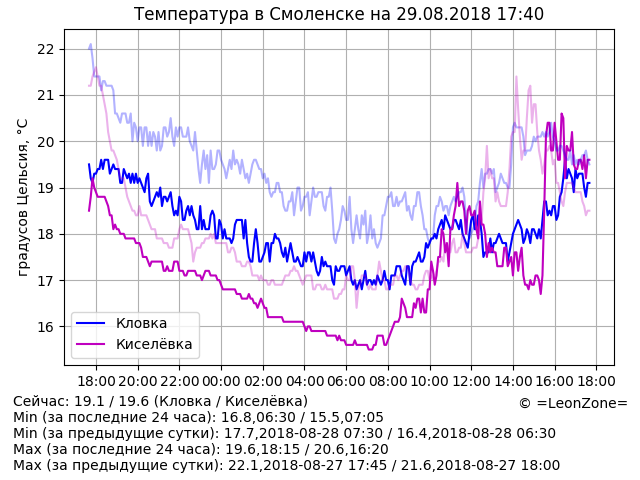 Температура в Смоленске на 29.08.2018 17:40
градусов Цельсия, °C
22
21
20
19
18
17
16
Кловка
Киселёвка
18:00 20:00 22:00 00:00 02:00 04:00 06:00 08:00 10:00 12:00 14:00 16:00 18:00
Сейчас: 19.1 / 19.6 (Кловка / Киселёвка)
© =LeonZone=
Min (за последние 24 часа): 16.8,06:30 / 15.5,07:05
Min (за предыдущие сутки): 17.7,2018-08-28 07:30 / 16.4,2018-08-28 06:30
Max (за последние 24 часа): 19.6,18:15 / 20.6,16:20
Max (за предыдущие сутки): 22.1,2018-08-27 17:45 / 21.6,2018-08-27 18:00